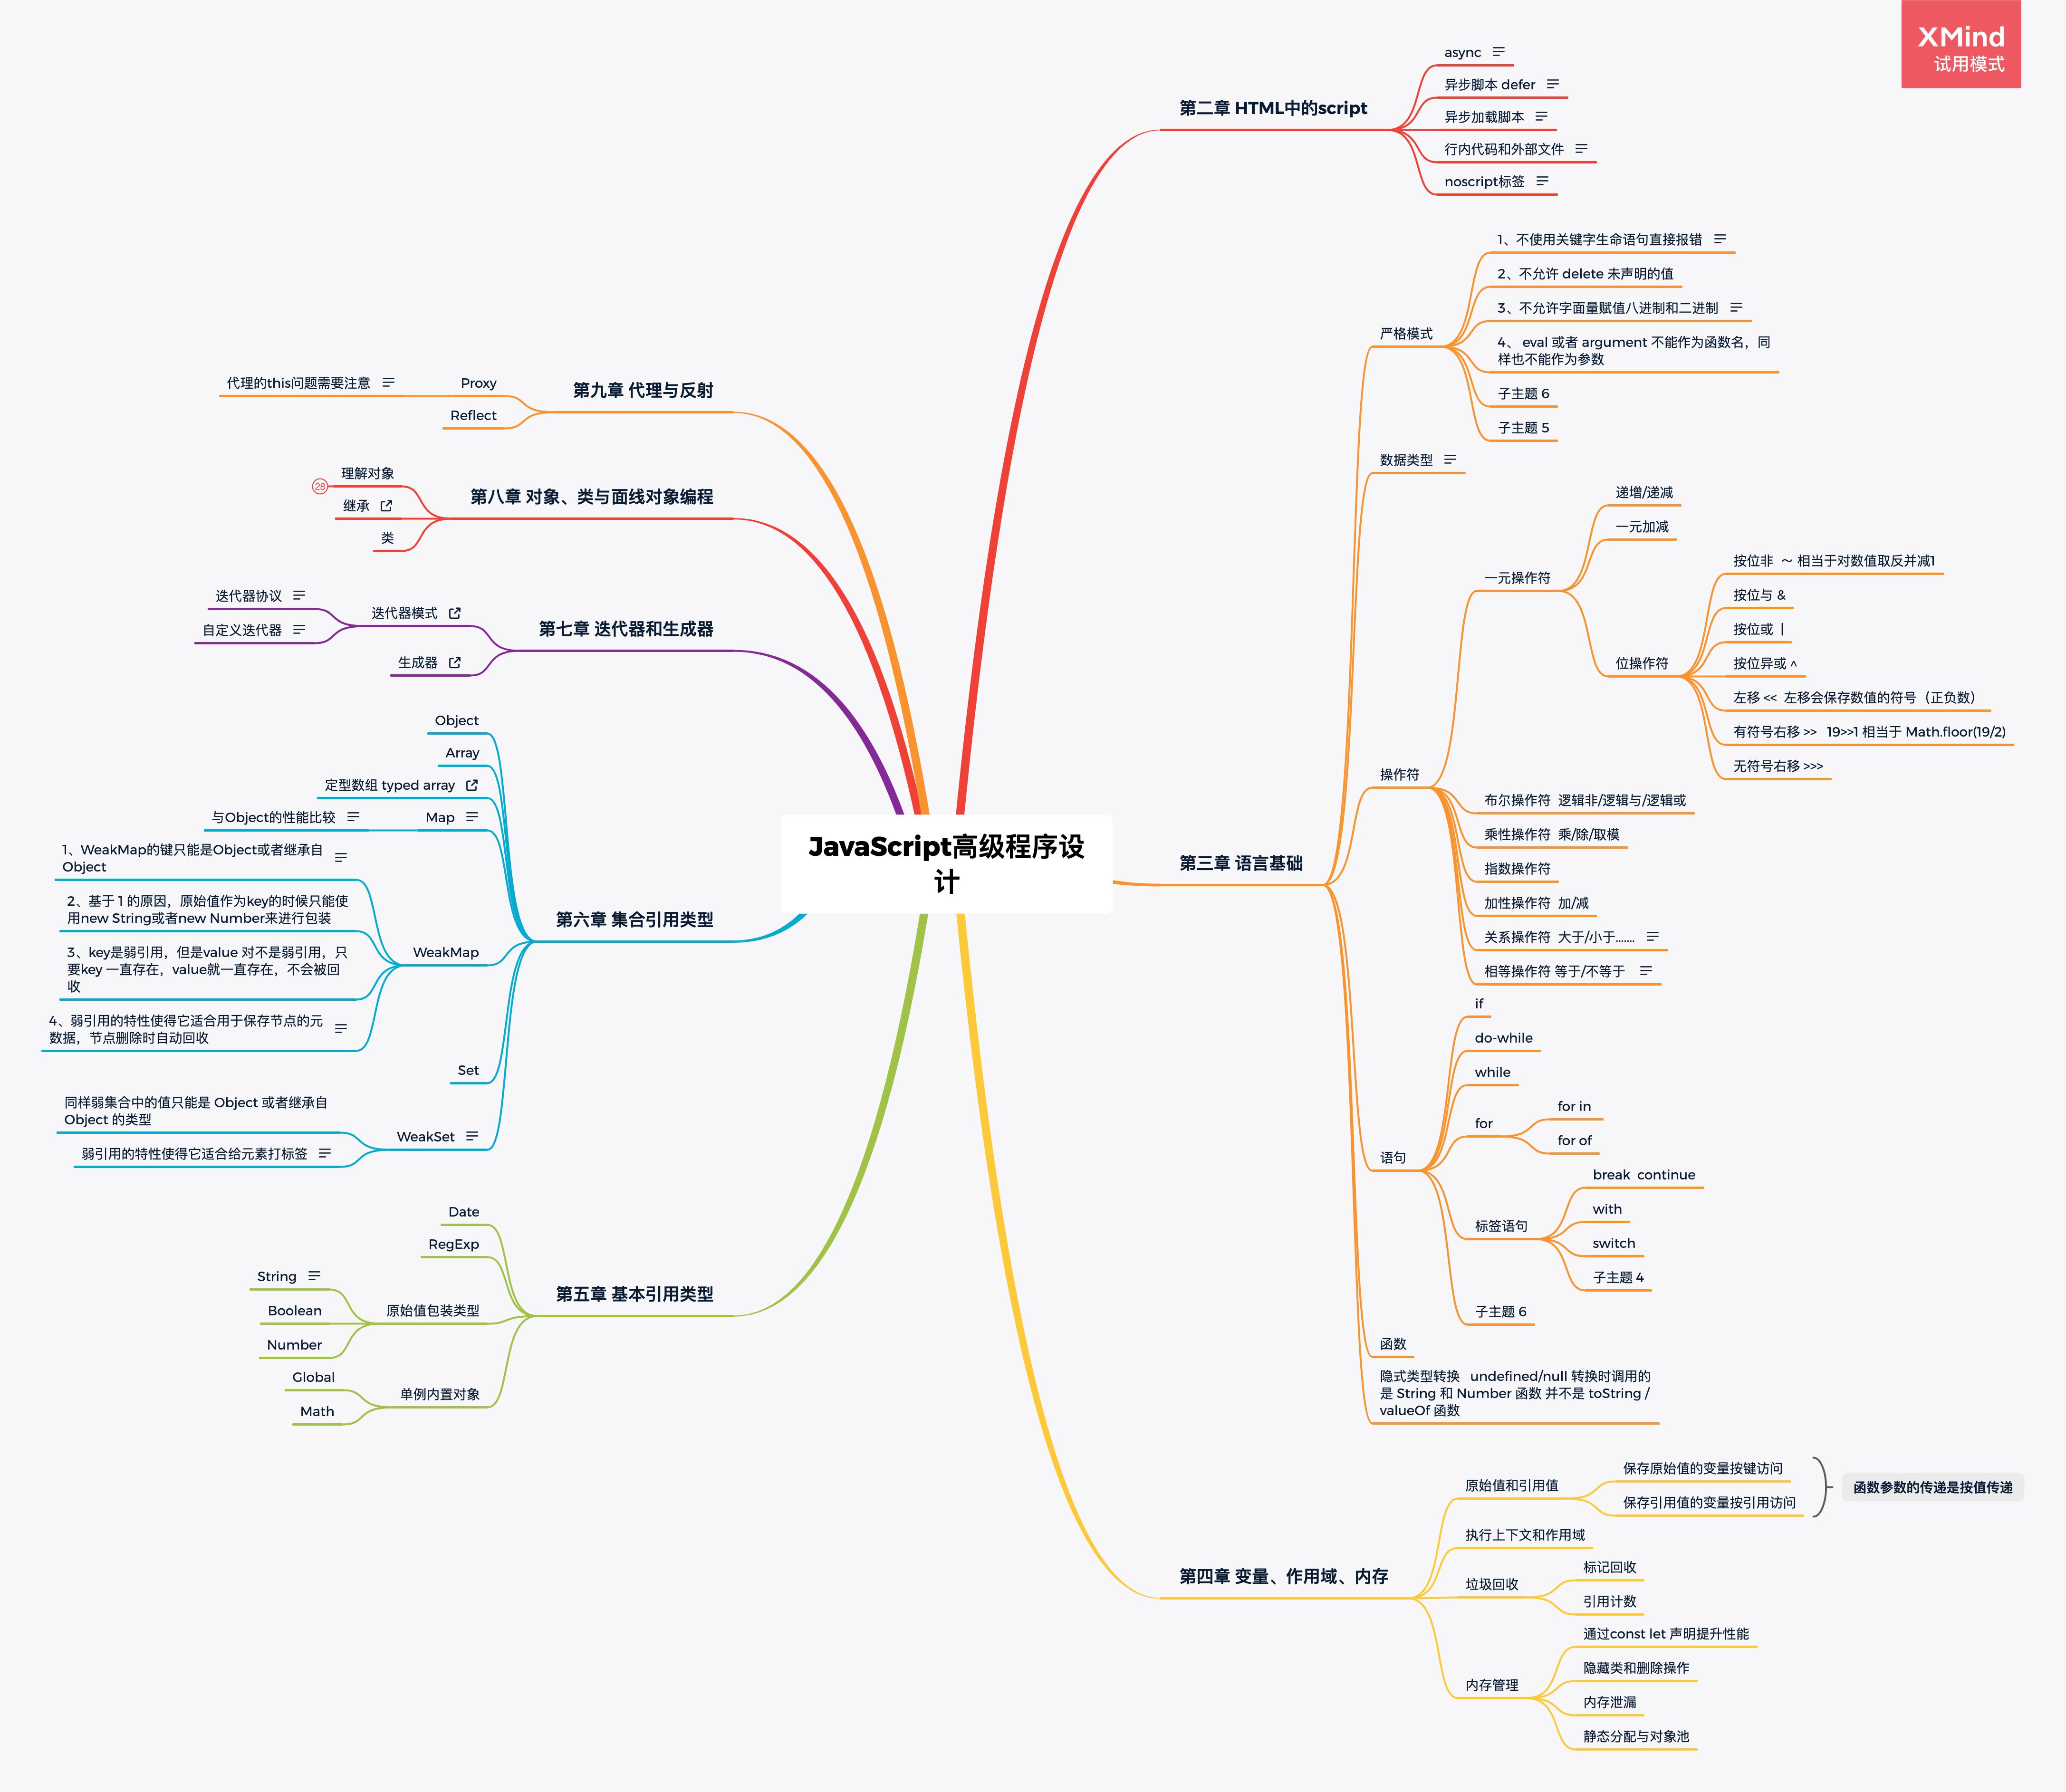 XMind
试用模式
JavaScript高级程序设
计
第二章 HTML中的script
async
异步脚本 defer
异步加载脚本
行内代码和外部文件
noscript标签
第三章 语言基础
严格模式
1、不使用关键字生命语句直接报错
2、不允许 delete 未声明的值
3、不允许字面量赋值八进制和二进制
4、 eval 或者 argument 不能作为函数名，同
样也不能作为参数
子主题 6
子主题 5
数据类型
操作符
一元操作符
递增/递减
一元加减
位操作符
按位非 ～ 相当于对数值取反并减1
按位与 &
按位或 |
按位异或 ^
左移 << 左移会保存数值的符号（正负数）
有符号右移 >> 19>>1 相当于 Math.floor(19/2)
无符号右移 >>>
布尔操作符 逻辑非/逻辑与/逻辑或
乘性操作符 乘/除/取模
指数操作符
加性操作符 加/减
关系操作符 大于/小于.......
相等操作符 等于/不等于
语句
if
do-while
while
for
for in
for of
标签语句
break continue
with
switch
子主题 4
子主题 6
函数
隐式类型转换 undefined/null 转换时调用的
是 String 和 Number 函数 并不是 toString /
valueOf 函数
第四章 变量、作用域、内存
原始值和引用值
保存原始值的变量按键访问
保存引用值的变量按引用访问
函数参数的传递是按值传递
执行上下文和作用域
垃圾回收
标记回收
引用计数
内存管理
通过const let 声明提升性能
隐藏类和删除操作
内存泄漏
静态分配与对象池
第九章 代理与反射
Proxy
代理的this问题需要注意
Reflect
第八章 对象、类与面线对象编程
理解对象
28
继承
类
第七章 迭代器和生成器
迭代器模式
迭代器协议
自定义迭代器
生成器
第六章 集合引用类型
Object
Array
定型数组 typed array
Map
与Object的性能比较
WeakMap
1、WeakMap的键只能是Object或者继承自
Object
2、基于 1 的原因，原始值作为key的时候只能使
用new String或者new Number来进行包装
3、key是弱引用，但是value 对不是弱引用，只
要key 一直存在，value就一直存在，不会被回
收
4、弱引用的特性使得它适合用于保存节点的元
数据，节点删除时自动回收
Set
WeakSet
同样弱集合中的值只能是 Object 或者继承自
Object 的类型
弱引用的特性使得它适合给元素打标签
第五章 基本引用类型
Date
RegExp
原始值包装类型
String
Boolean
Number
单例内置对象
Global
Math